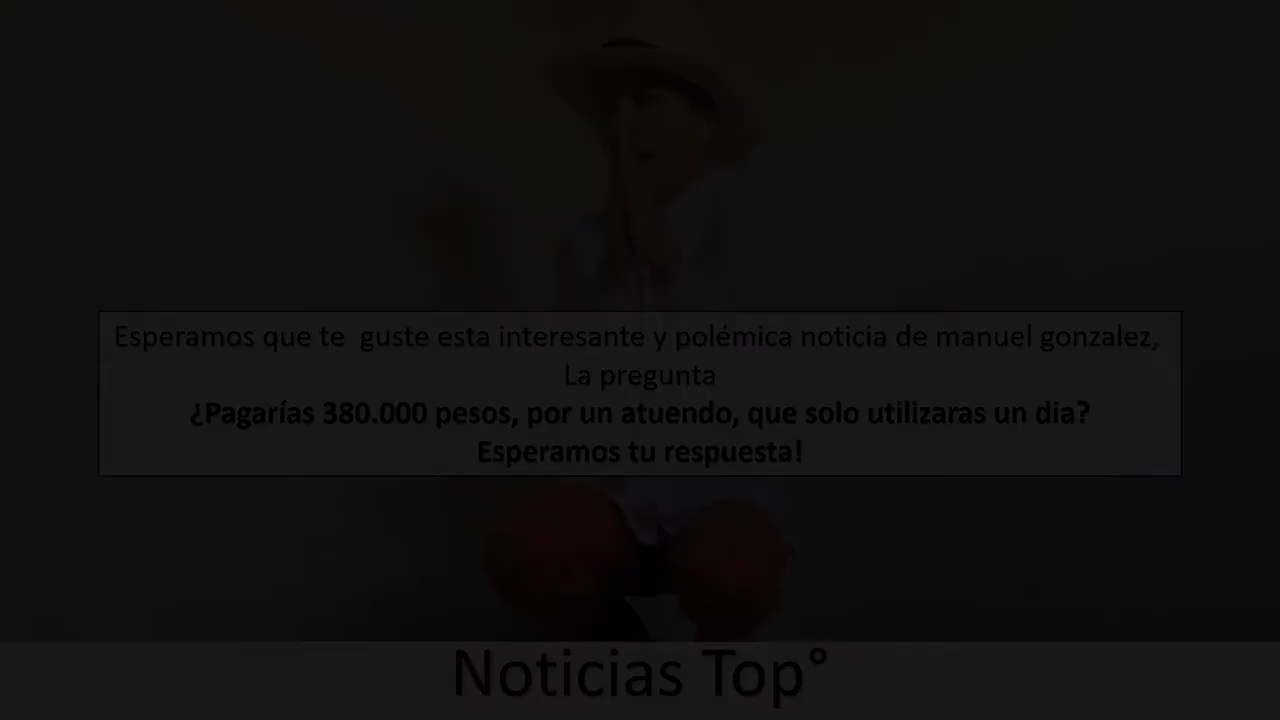 Esperamos que te  guste esta interesante y polémica noticia de manuel gonzalez,
La pregunta
¿Pagarías 380.000 pesos, por un atuendo, que solo utilizaras un dia?
Esperamos tu respuesta!
Noticias Top°